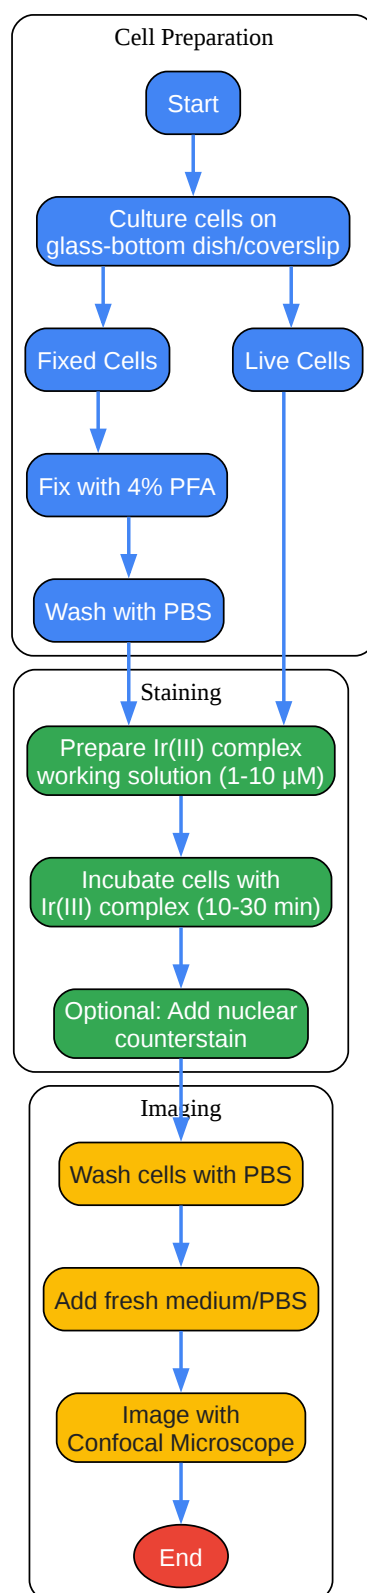 Cell Preparation
Start
Culture cells on
glass-bottom dish/coverslip
Fixed Cells
Live Cells
Fix with 4% PFA
Wash with PBS
Staining
Prepare Ir(III) complex
working solution (1-10 µM)
Incubate cells with
Ir(III) complex (10-30 min)
Optional: Add nuclear
counterstain
Imaging
Wash cells with PBS
Add fresh medium/PBS
Image with
Confocal Microscope
End